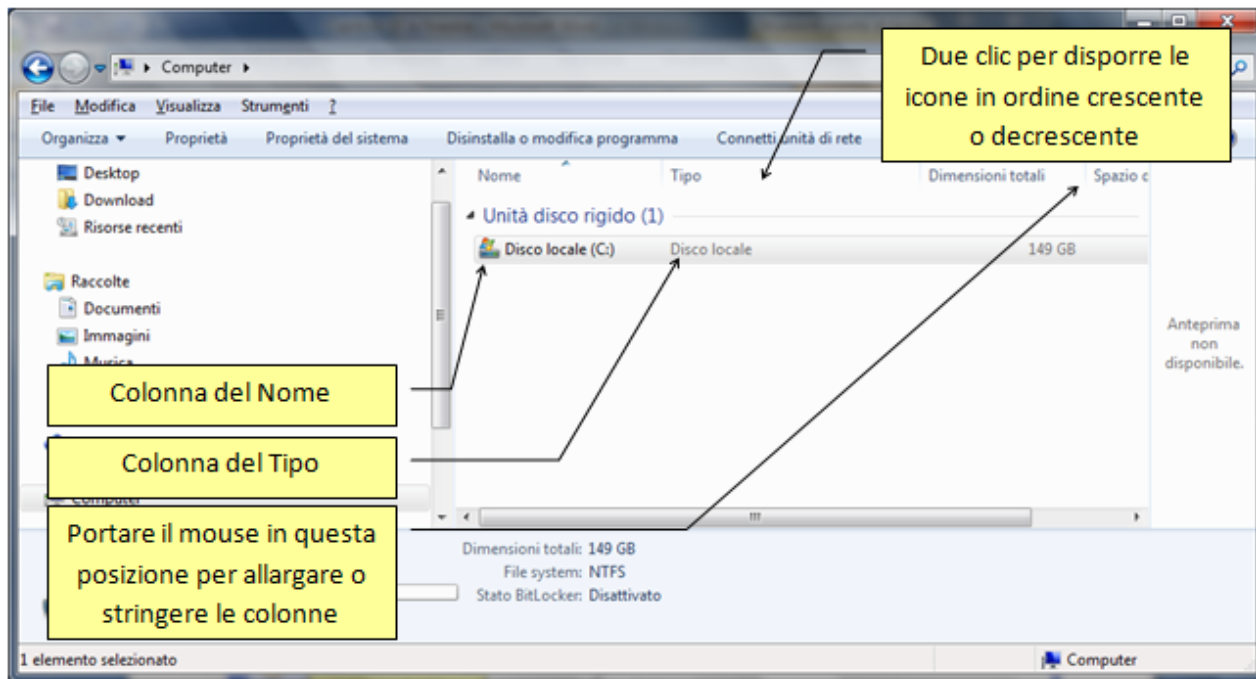 Due clic per disporre le
icone in ordine crescente
o decrescente
Computer
File Modifica Visualizza Strumenti ?
Organizza Proprietà Proprietà del sistema Disinstalla o modifica programma Connetti unità di rete
Desktop
Download
Risorse recenti
Raccolte
Documenti
Immagini
Musica
Nome Tipo Dimensioni totali Spazio c
Unità disco rigido (1)
Disco locale (C:) Disco locale 149 GB
Anteprima
non
disponibile.
Colonna del Nome
Colonna del Tipo
Computer
Portare il mouse in questa
posizione per allargare o
stringere le colonne
Dimensioni totali: 149 GB
File system: NTFS
Stato BitLocker: Disattivato
1 elemento selezionato
Computer